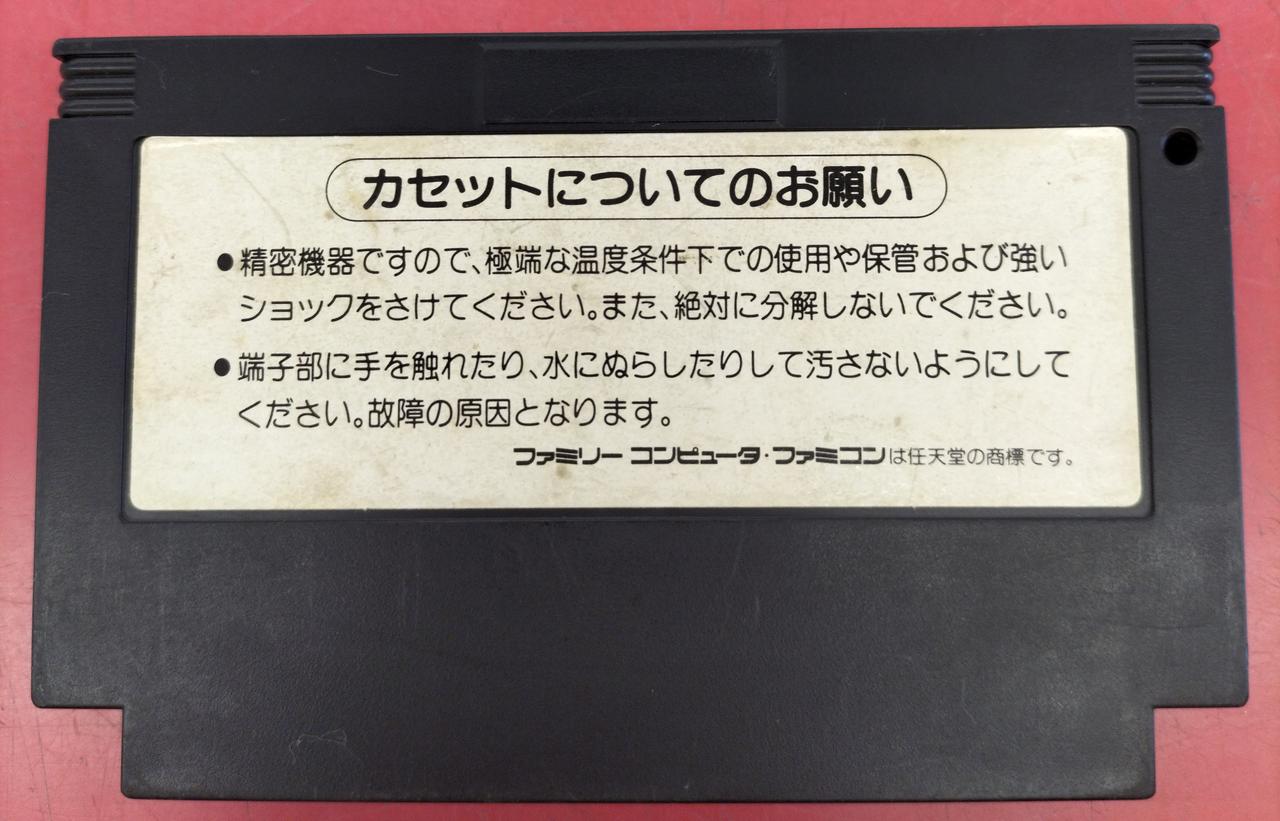 カセットについてのお願い
●精密機器ですので、極端な温度条件下での使用や保管および強い
ショックをさけてください。また、絶対に分解しないでください。
●端子部に手を触れたり、水にぬらしたりして汚さないようにして
ください。故障の原因となります。
ファミリー コンピュータ・ファミコンは任天堂の商標です。